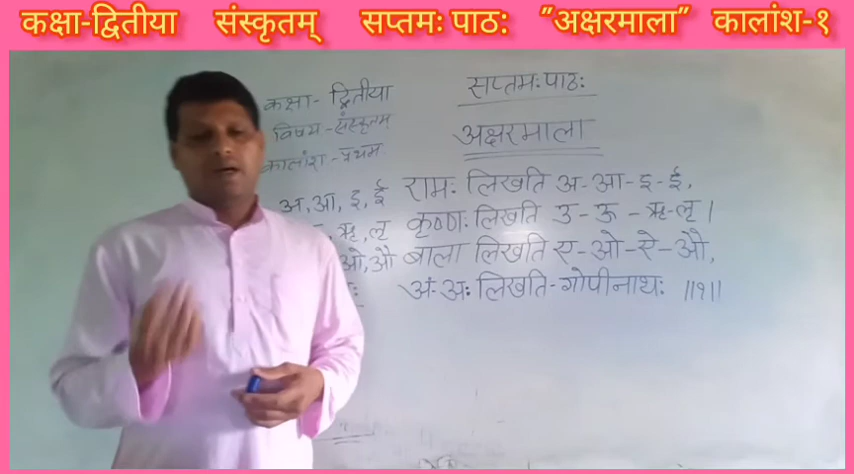 कक्षा-द्वितीया संस्कृतम् सप्तमः पाठः "अक्षरमाला" कालांश-१
कक्षा- द्वितीया
विषय -संस्कृतम्
कालांश -प्रथम
सप्तमःपाठः
अक्षरमाला
अ, आ, इ, ई
, ऋ, लृ
ओ, औ
रामः लिखति अ-आ-इ-ई,
कृष्णः लिखति उ-ऊ-ऋ-लृ।
बाला लिखति ए-ओ-ऐ-औ,
अं-अः लिखति-गोपीनाथः ॥१॥